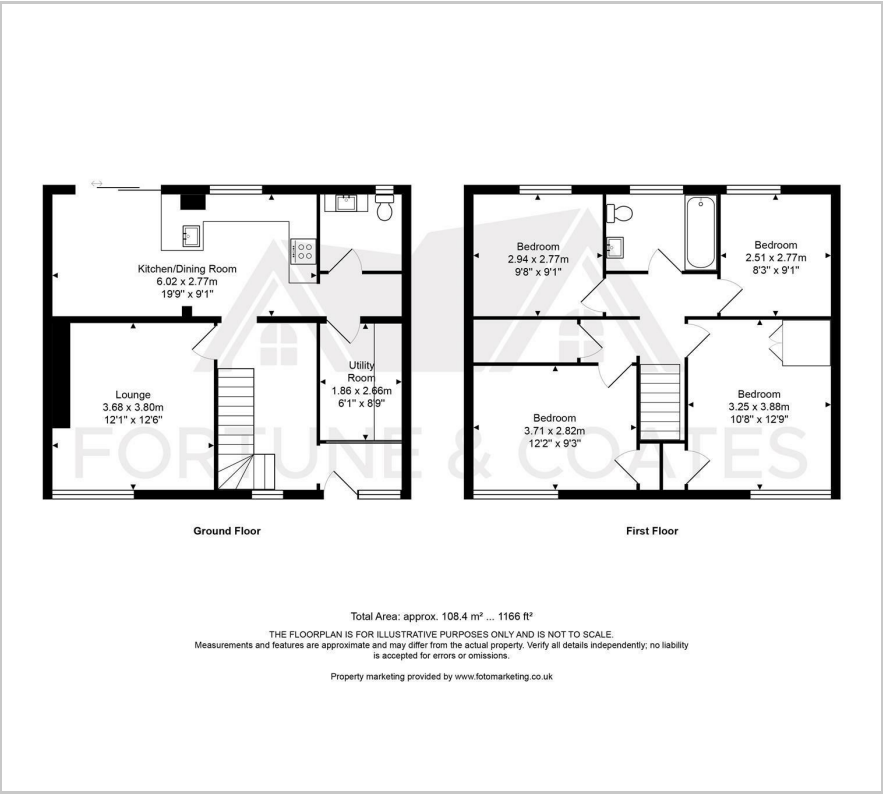 Kitchen/Dining Room
6.02 x 2.77m
19'9" x 9'1"
Lounge
3.68 x 3.80m
12'1" x 12'6"
Utility
Room
1.86 x 2.66m
6'1" x 8'9"
Ground Floor
Bedroom
2.94 x 2.77m
9'8" x 9'1"
Bedroom
2.51 x 2.77m
8'3" x 9'1"
Bedroom
3.71 x 2.82m
12'2" x 9'3"
Bedroom
3.25 x 3.88m
10'8" x 12'9"
First Floor
FORTUNE & COATES
Total Area: approx. 108.4 m² ... 1166 ft²
THE FLOORPLAN IS FOR ILLUSTRATIVE PURPOSES ONLY AND IS NOT TO SCALE.
Measurements and features are approximate and may differ from the actual property. Verify all details independently; no liability
is accepted for errors or omissions.
Property marketing provided by www.fotomarketing.co.uk